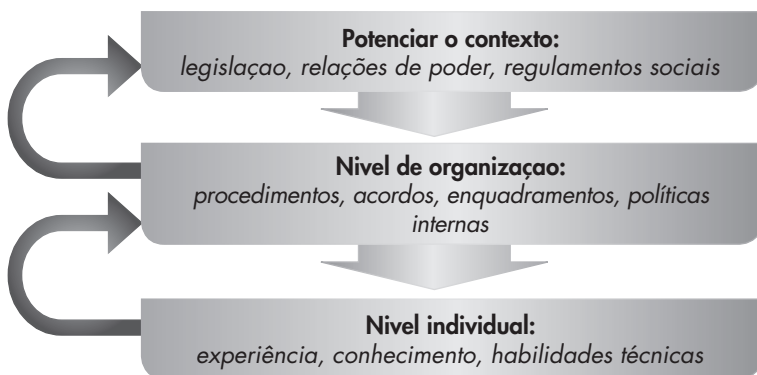 Potenciar o contexto:
legislaçao, relações de poder, regulamentos sociais
Nivel de organizaçao:
procedimentos, acordos, enquadramentos, políticas
internas
Nivel individual:
experiência, conhecimento, habilidades técnicas